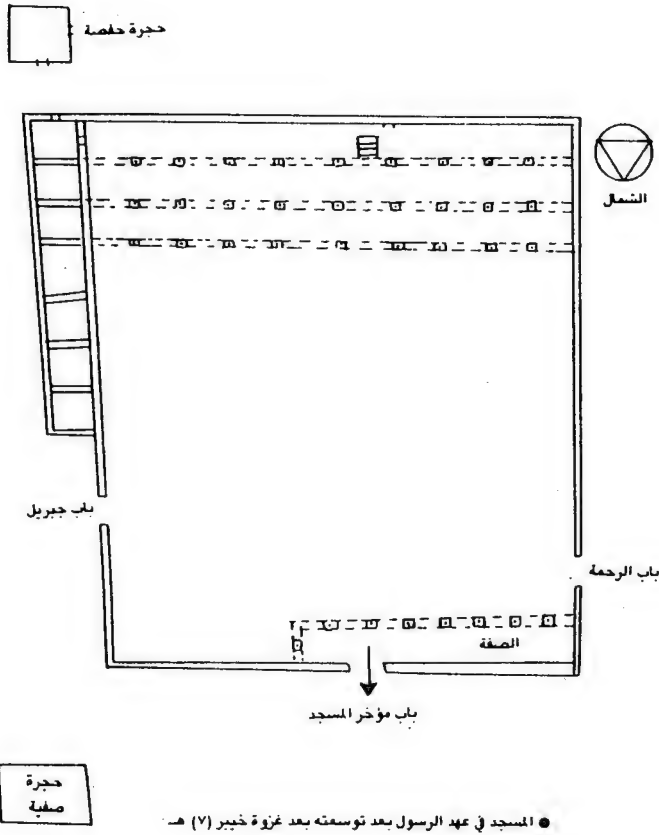 حجرة حفصة
الشمال
باب جبريل
باب الرحمة
الصفة
باب مؤخر المسجد
حجرة
صفية
● المسجد في عهد الرسول بعد توسعته بعد غزوة خيبر (٧) هـ